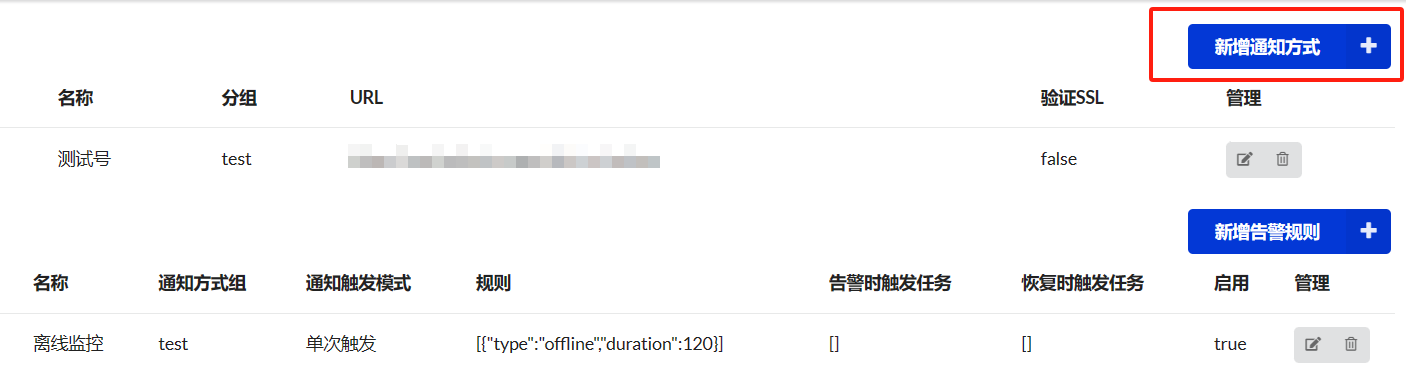 新增通知方式
名称 分组 URL 验证SSL 管理
测试号 test false
新增告警规则
名称 通知方式组 通知触发模式 规则 告警时触发任务 恢复时触发任务 启用 管理
离线监控 test 单次触发 [{"type":"offline","duration":120}] [] [] true